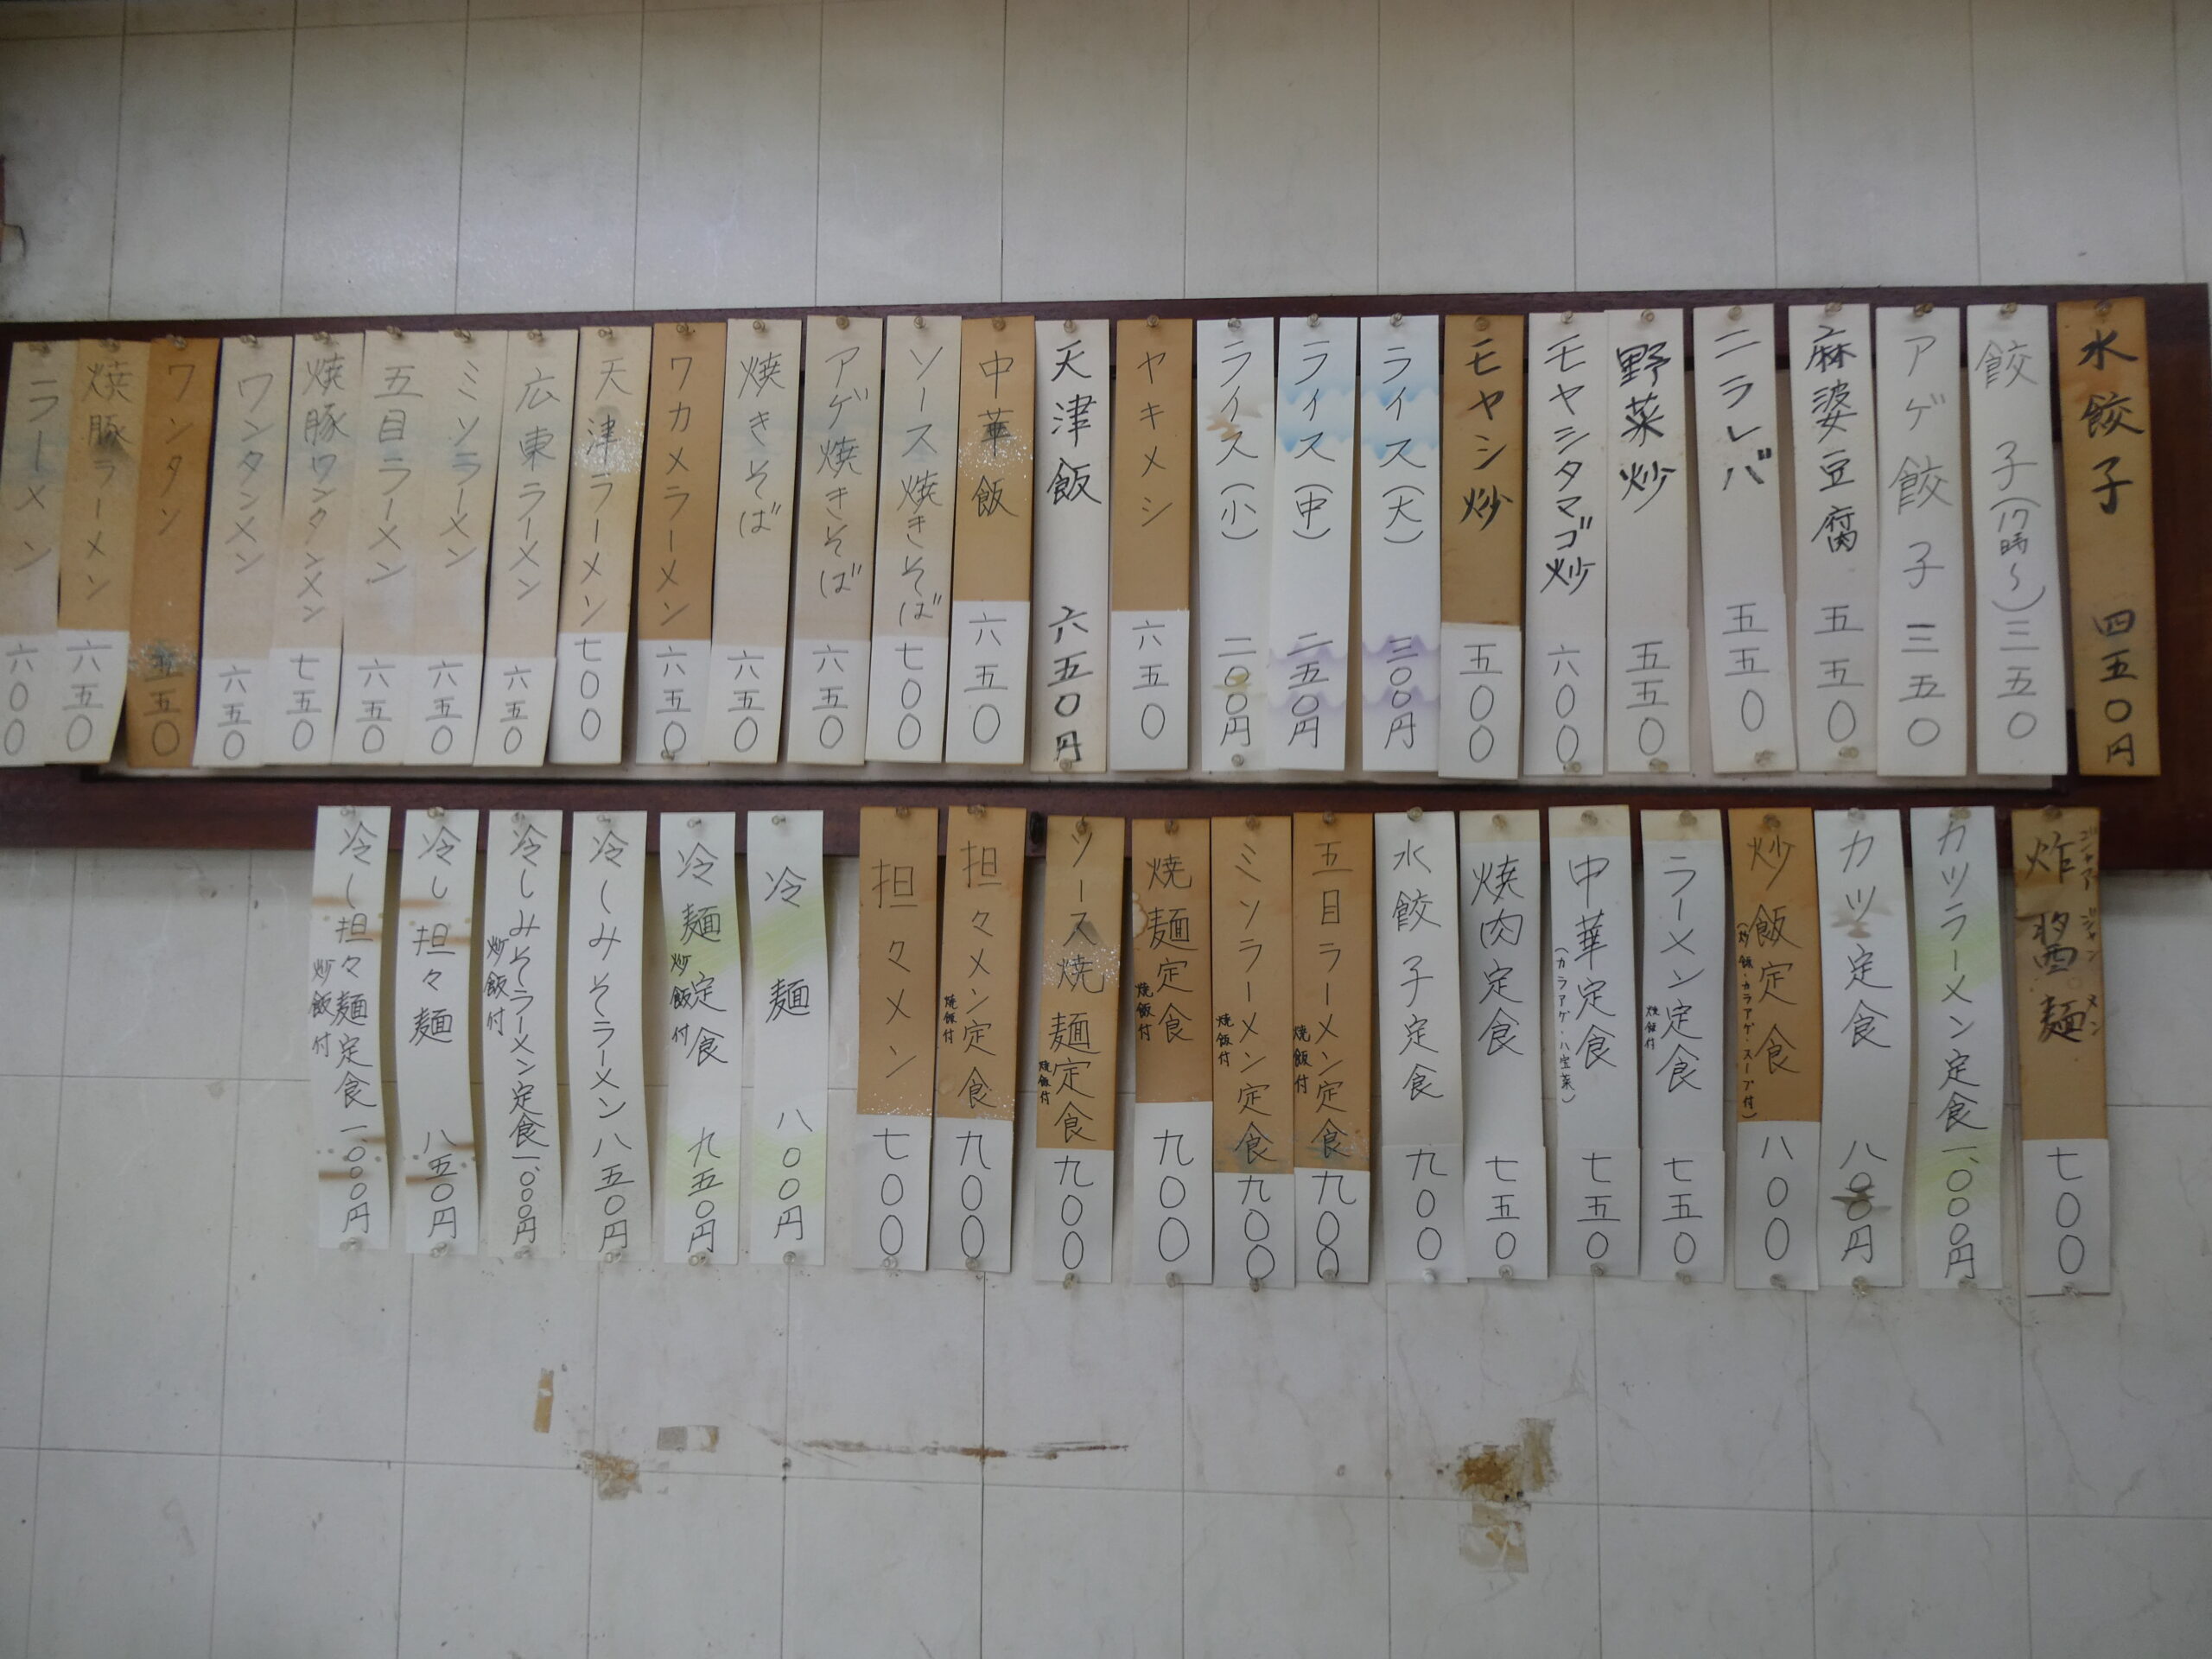 水餃子 四五〇円
餃子(17時〜) 三五〇
アゲ餃子 三五〇
麻婆豆腐 五五〇
ニラレバ 五五〇
野菜炒 五五〇
モヤシタマゴ炒 六〇〇
モヤシ炒 五〇〇
ライス(大) 三〇〇円
ライス(中) 二五〇円
ライス(小) 二〇〇円
ヤキメシ 六五〇
天津飯 六五〇円
中華飯 六五〇
ソース焼きそば 七〇〇
アゲ焼きそば 六五〇
焼きそば 六五〇
ワカメラーメン 六五〇
天津ラーメン 七〇〇
広東ラーメン 六五〇
ミソラーメン 六五〇
五目ラーメン 六五〇
焼豚ワンタンメン 七五〇
ワンタンメン 六五〇
ワンタン 五五〇
焼豚ラーメン 六五〇
ラーメン 六〇〇
炸醤麺 七〇〇
カツラーメン定食 一、〇〇〇円
カツ定食 八〇〇円
炒飯定食 八〇〇
(炒飯・カラアゲ・スープ付)
ラーメン定食 七五〇
焼飯付
中華定食 七五〇
(カラアゲ・八宝菜)
焼肉定食 七五〇
水餃子定食 九〇〇
五目ラーメン定食 九〇〇
焼飯付
ミソラーメン定食 九〇〇
焼飯付
焼麺定食 九〇〇
焼飯付
ソース焼麺定食 九〇〇
焼飯付
担々メン定食 九〇〇
焼飯付
担々メン 七〇〇
冷麺 八〇〇円
冷麺定食 九五〇円
炒飯付
冷しみそラーメン 八五〇円
冷しみそラーメン定食 一、〇〇〇円
炒飯付
冷し担々麺 八五〇円
冷し担々麺定食 一、〇〇〇円
炒飯付